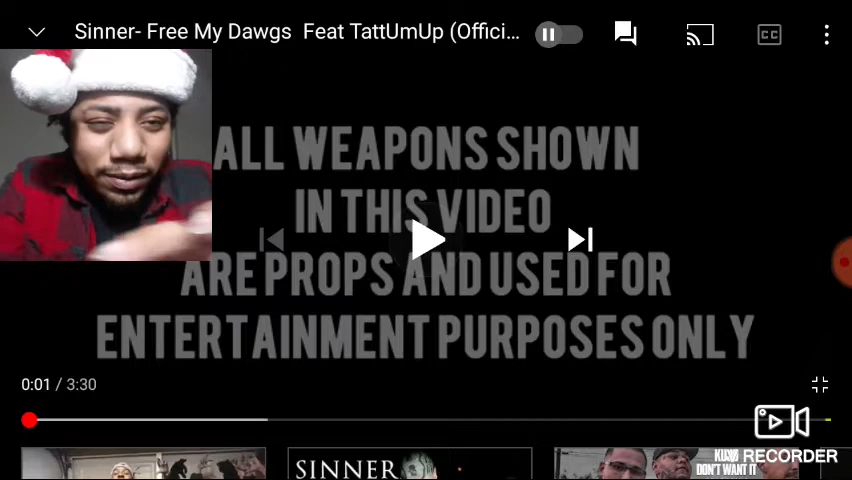 Sinner- Free My Dawgs Feat TattUmUp (Offici...
CC
ALL WEAPONS SHOWN
IN THIS VIDEO
ARE PROPS AND USED FOR
ENTERTAINMENT PURPOSES ONLY
0:01 / 3:30
SINNER
DON'T WANT IT
RECORDER